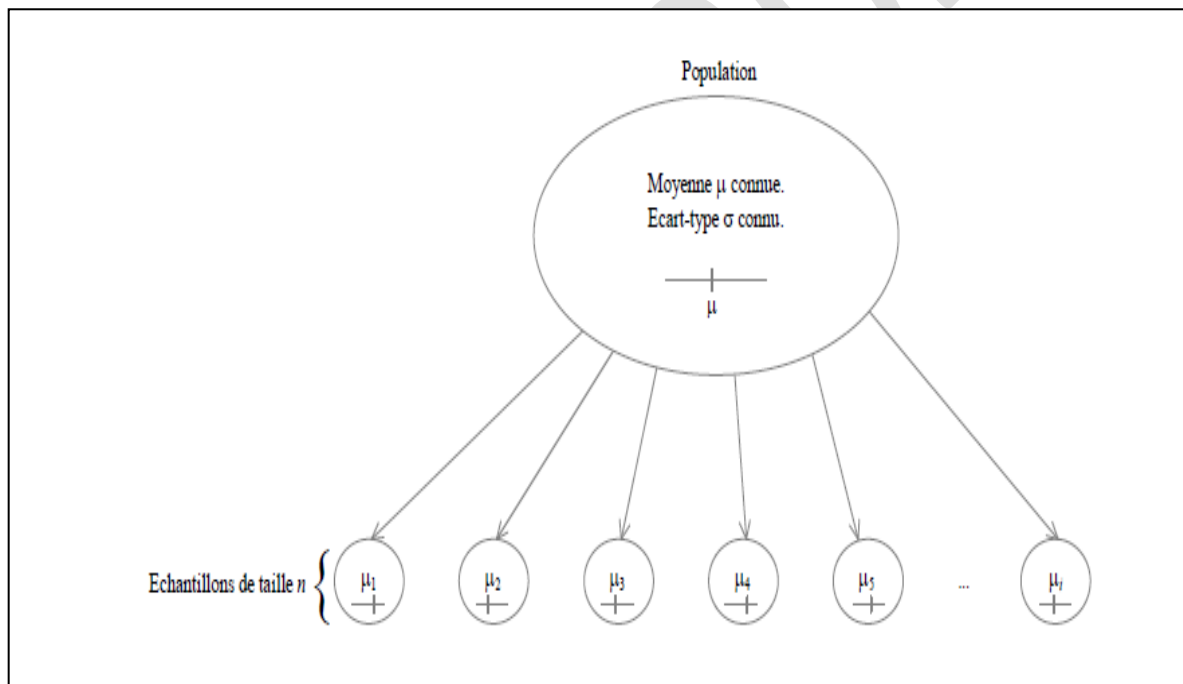 Population
Moyenne μ connue.
Ecart-type σ connu.
μ
Echantillons de taille n { μ1 μ2 μ3 μ4 μ5 ... μi